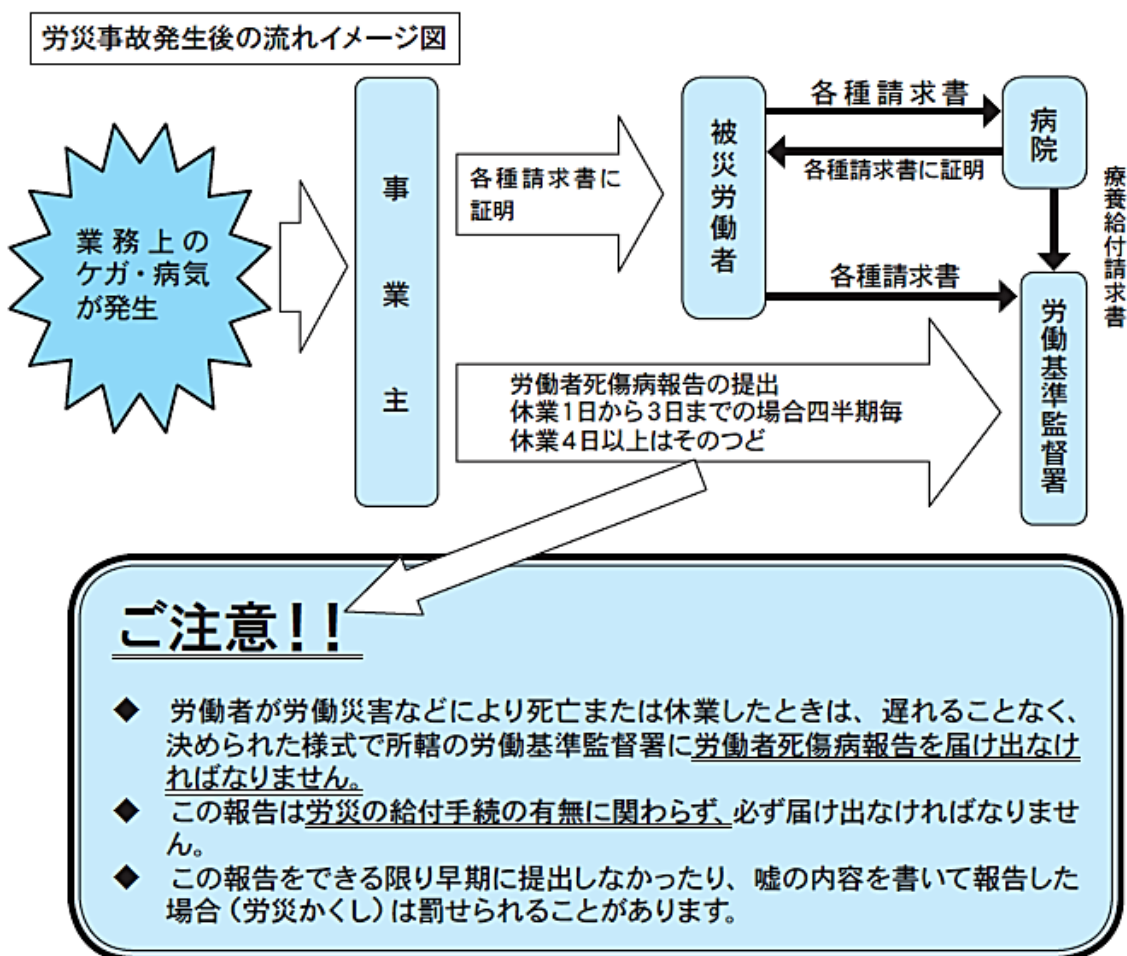 労災事故発生後の流れイメージ図
業務上の
ケガ・病気
が発生
事業主
各種請求書に
証明
被災労働者
各種請求書
各種請求書に証明
病院
療養給付請求書
各種請求書
労働基準監督署
労働者死傷病報告の提出
休業1日から3日までの場合四半期毎
休業4日以上はそのつど
ご注意!!
◆ 労働者が労働災害などにより死亡または休業したときは、遅れることなく、
決められた様式で所轄の労働基準監督署に労働者死傷病報告を届け出なけ
ればなりません。
◆ この報告は労災の給付手続の有無に関わらず、必ず届け出なければなりませ
ん。
◆ この報告をできる限り早期に提出しなかったり、嘘の内容を書いて報告した
場合(労災かくし)は罰せられることがあります。